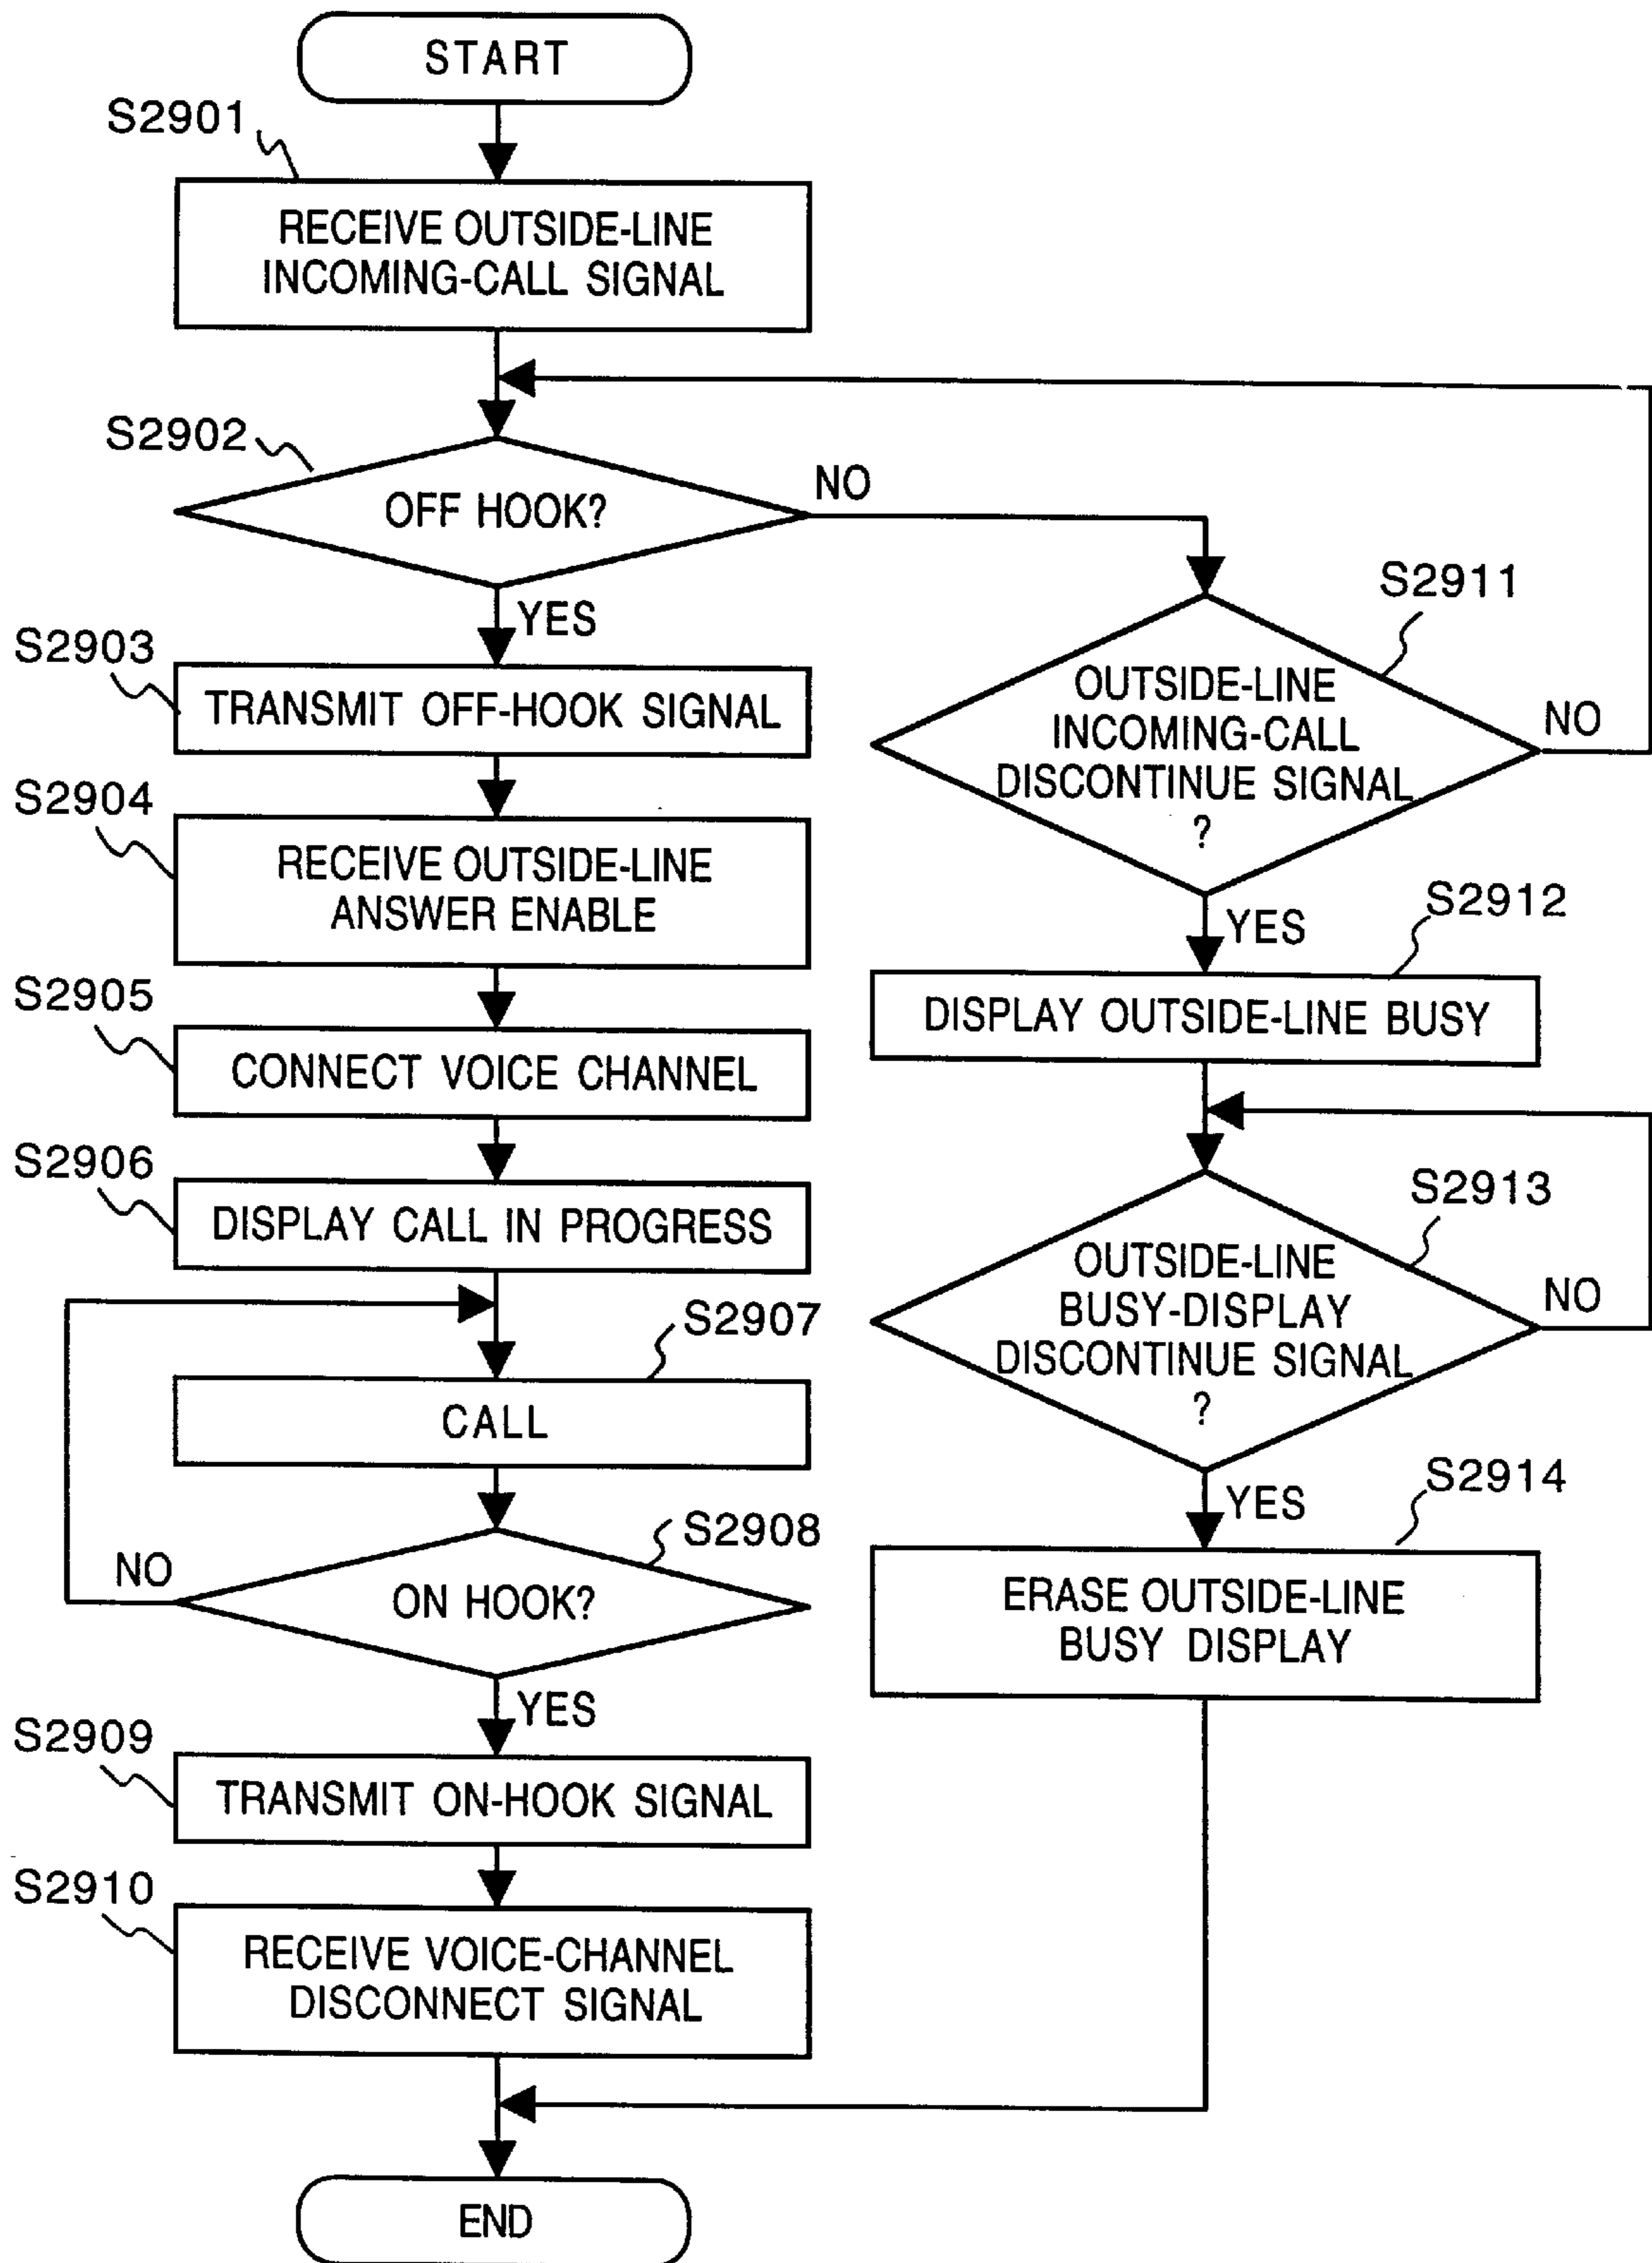 START
S2901
RECEIVE OUTSIDE-LINE
INCOMING-CALL SIGNAL
S2902
OFF HOOK?
NO
YES
S2903
TRANSMIT OFF-HOOK SIGNAL
S2904
RECEIVE OUTSIDE-LINE
ANSWER ENABLE
S2905
CONNECT VOICE CHANNEL
S2906
DISPLAY CALL IN PROGRESS
S2907
CALL
S2908
ON HOOK?
NO
YES
S2909
TRANSMIT ON-HOOK SIGNAL
S2910
RECEIVE VOICE-CHANNEL
DISCONNECT SIGNAL
S2911
OUTSIDE-LINE
INCOMING-CALL
DISCONTINUE SIGNAL
?
NO
YES
S2912
DISPLAY OUTSIDE-LINE BUSY
S2913
OUTSIDE-LINE
BUSY-DISPLAY
DISCONTINUE SIGNAL
?
NO
YES
S2914
ERASE OUTSIDE-LINE
BUSY DISPLAY
END